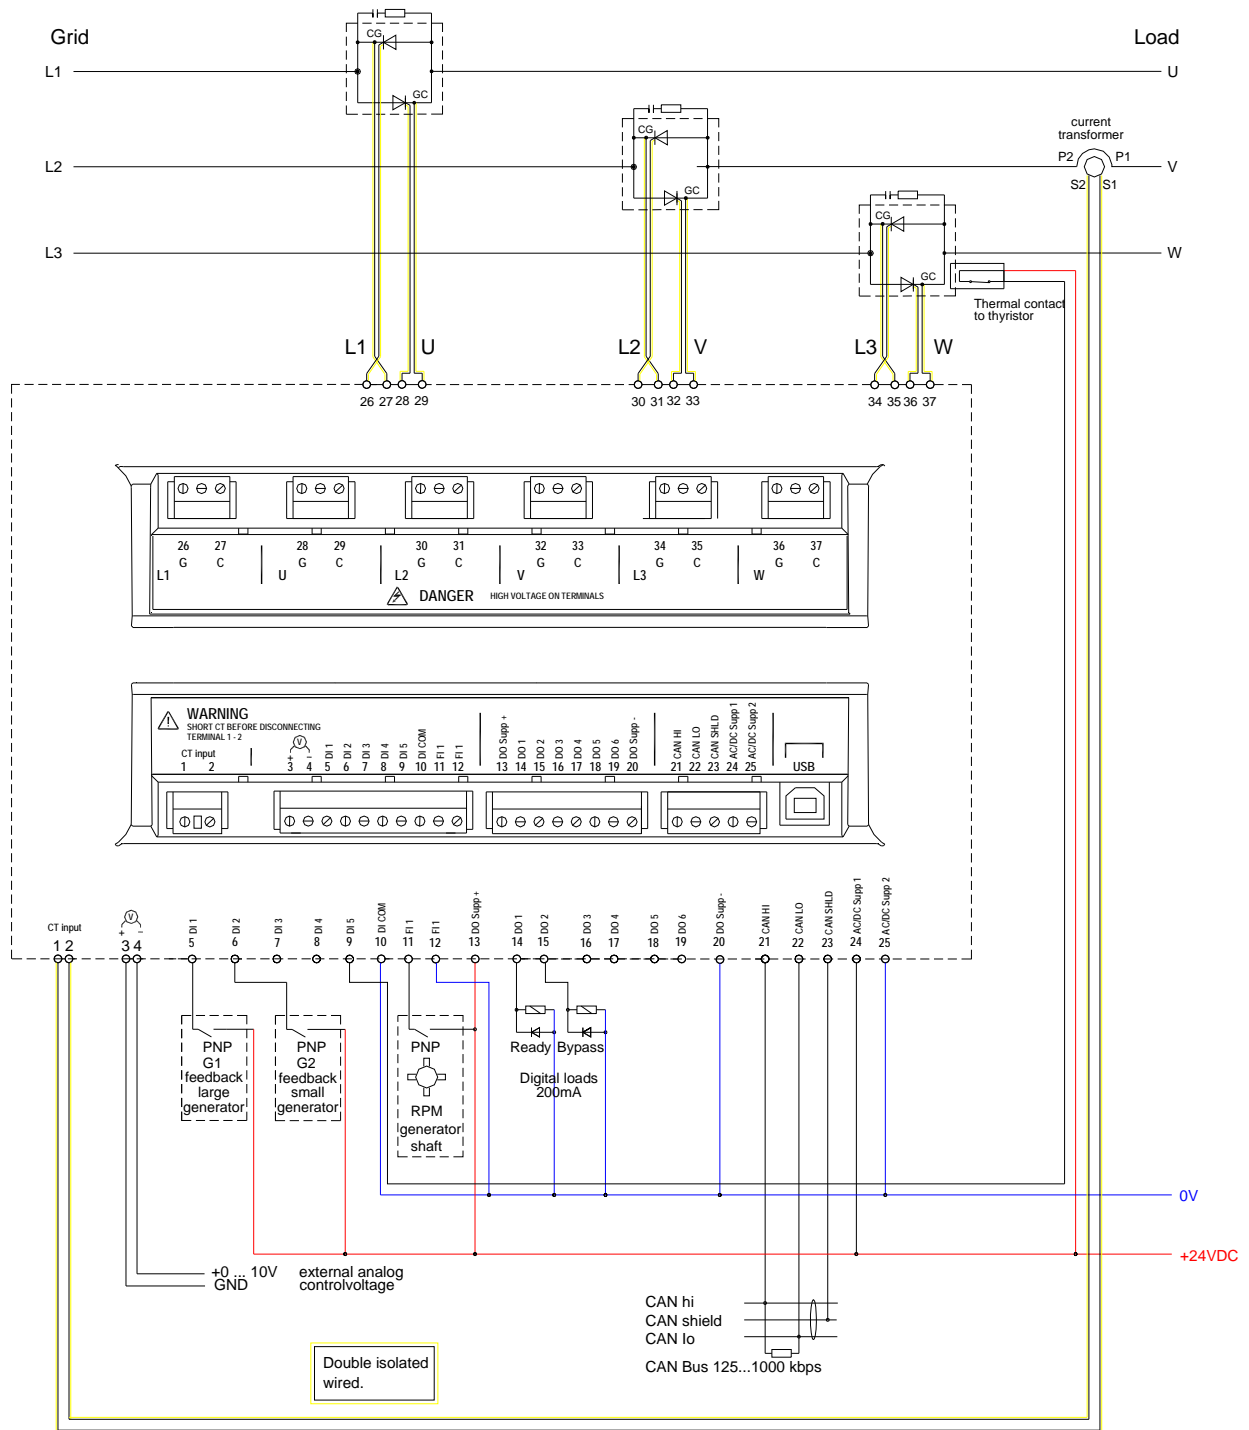 Grid
Load
CG
L1
U
GC
current
transformer
CG
P2 P1
L2
V
S2 S1
GC
CG
L3
W
GC
Thermal contact
to thyristor
L1 U
L2 V
L3 W
26 27 28 29
30 31 32 33
34 35 36 37
26 27 28 29 30 31 32 33 34 35 36 37
G C G C G C G C G C G C
L1 U L2 V L3 W
DANGER HIGH VOLTAGE ON TERMINALS
WARNING
SHORT CT BEFORE DISCONNECTING
TERMINAL 1 - 2
CT input
1 2
V
+ -
3 4
DI 1
5
DI 2
6
DI 3
7
DI 4
8
DI 5
9
DI COM
10
FI 1
11
FI 1
12
DO Supp +
13
DO 1
14
DO 2
15
DO 3
16
DO 4
17
DO 5
18
DO 6
19
DO Supp -
20
CAN HI
21
CAN LO
22
CAN SHLD
23
AC/DC Supp 1
24
AC/DC Supp 2
25
USB
CT input
1 2
V
+ -
3 4
DI 1
5
DI 2
6
DI 3
7
DI 4
8
DI 5
9
DI COM
10
FI 1
11
FI 1
12
DO Supp +
13
DO 1
14
DO 2
15
DO 3
16
DO 4
17
DO 5
18
DO 6
19
DO Supp -
20
CAN HI
21
CAN LO
22
CAN SHLD
23
AC/DC Supp 1
24
AC/DC Supp 2
25
PNP
G1
feedback
large
generator
PNP
G2
feedback
small
generator
PNP
RPM
generator
shaft
Ready Bypass
Digital loads
200mA
0V
+24VDC
+0 ... 10V
GND
external analog
controlvoltage
CAN hi
CAN shield
CAN lo
CAN Bus 125...1000 kbps
Double isolated
wired.